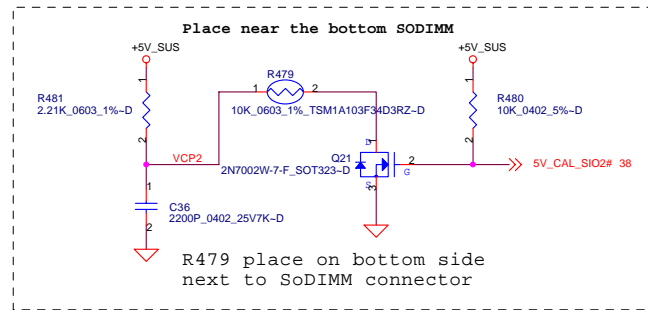 Place near the bottom SODIMM
+5V_SUS
+5V_SUS
1
R481
2.21K_0603_1%~D
2
R479
1
2
10K_0603_1%_TSM1A103F34D3RZ~D
1
R480
10K_0402_5%~D
2
VCP2
Q21
2N7002W-7-F_SOT323~D
D
1
2
G
S
3
5V_CAL_SIO2# 38
1
C36
2200P_0402_25V7K~D
2
R479 place on bottom side
next to SoDIMM connector